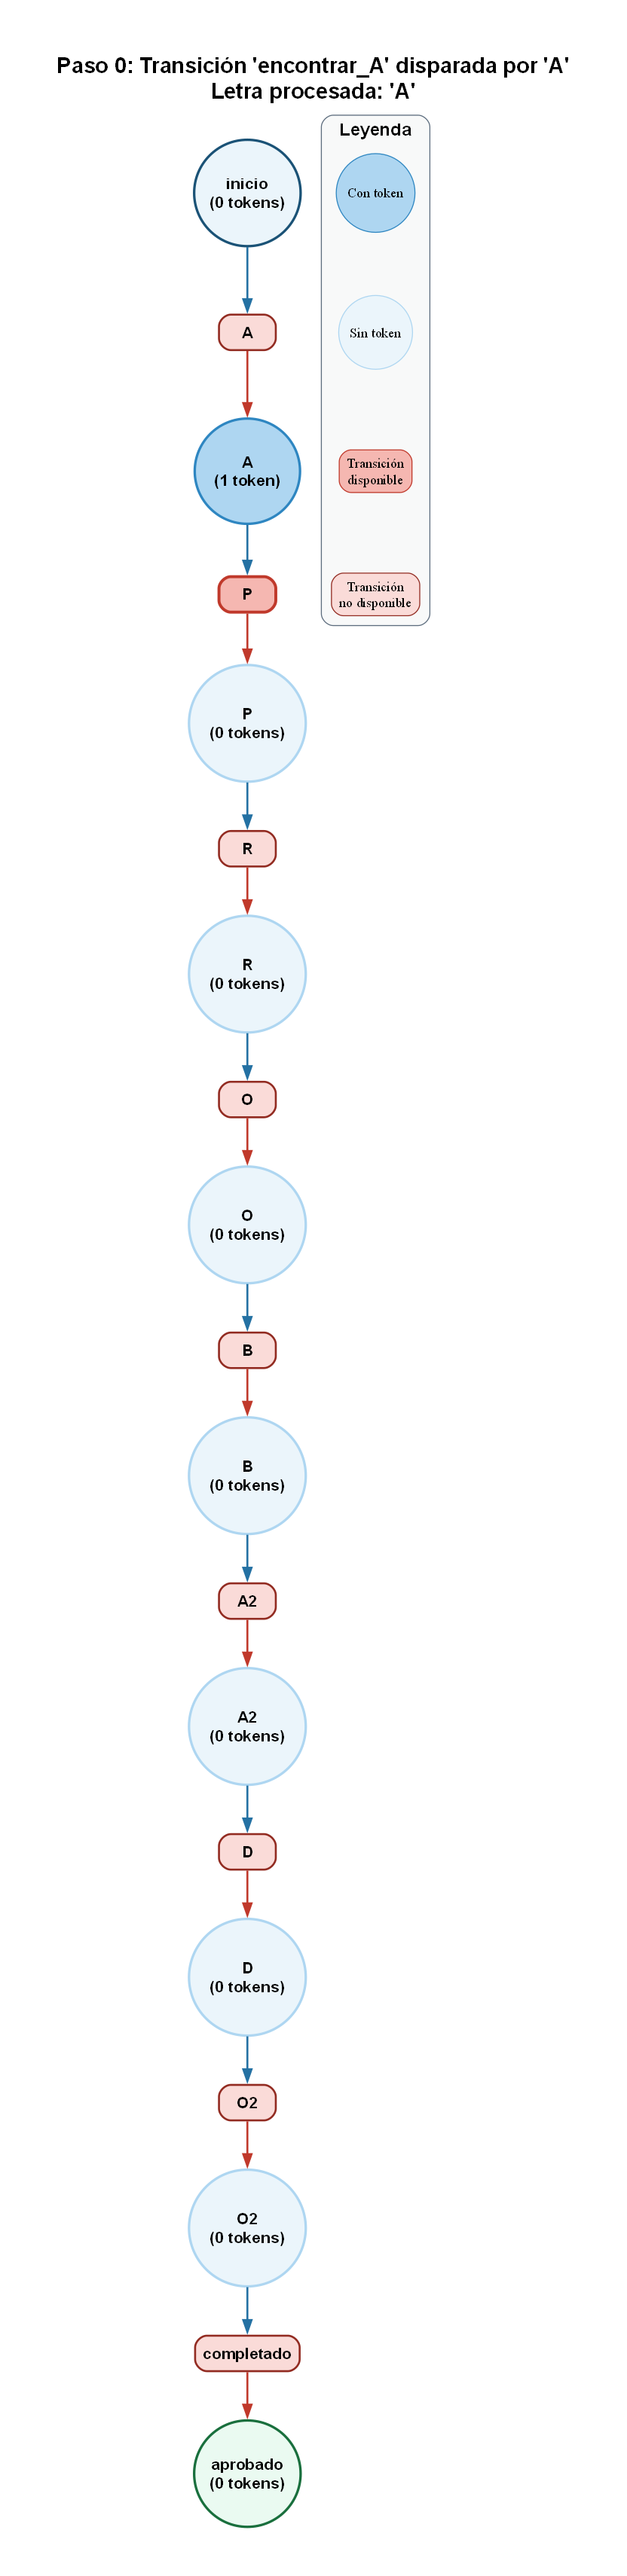 Paso 0: Transición 'encontrar_A' disparada por 'A'
Letra procesada: 'A'
Leyenda
inicio
(0 tokens)
Con token
A
Sin token
A
(1 token)
Transición
disponible
P
Transición
no disponible
P
(0 tokens)
R
R
(0 tokens)
O
O
(0 tokens)
B
B
(0 tokens)
A2
A2
(0 tokens)
D
D
(0 tokens)
O2
O2
(0 tokens)
completado
aprobado
(0 tokens)